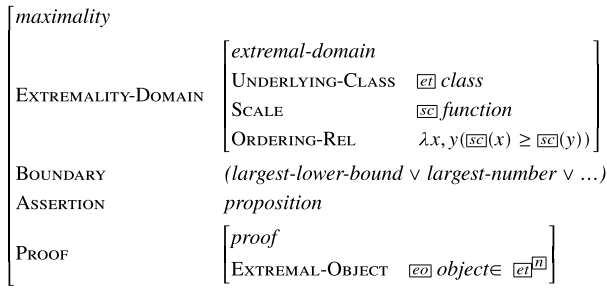 maximality
extremal-domain
UNDERLYING-CLASS et class
EXTREMALITY-DOMAIN SCALE sc function
ORDERING-REL λx, y(sc(x) ≥ sc(y))
BOUNDARY (largest-lower-bound ∨ largest-number ∨ …)
ASSERTION proposition
proof
PROOF
EXTREMAL-OBJECT eo object∈ et n